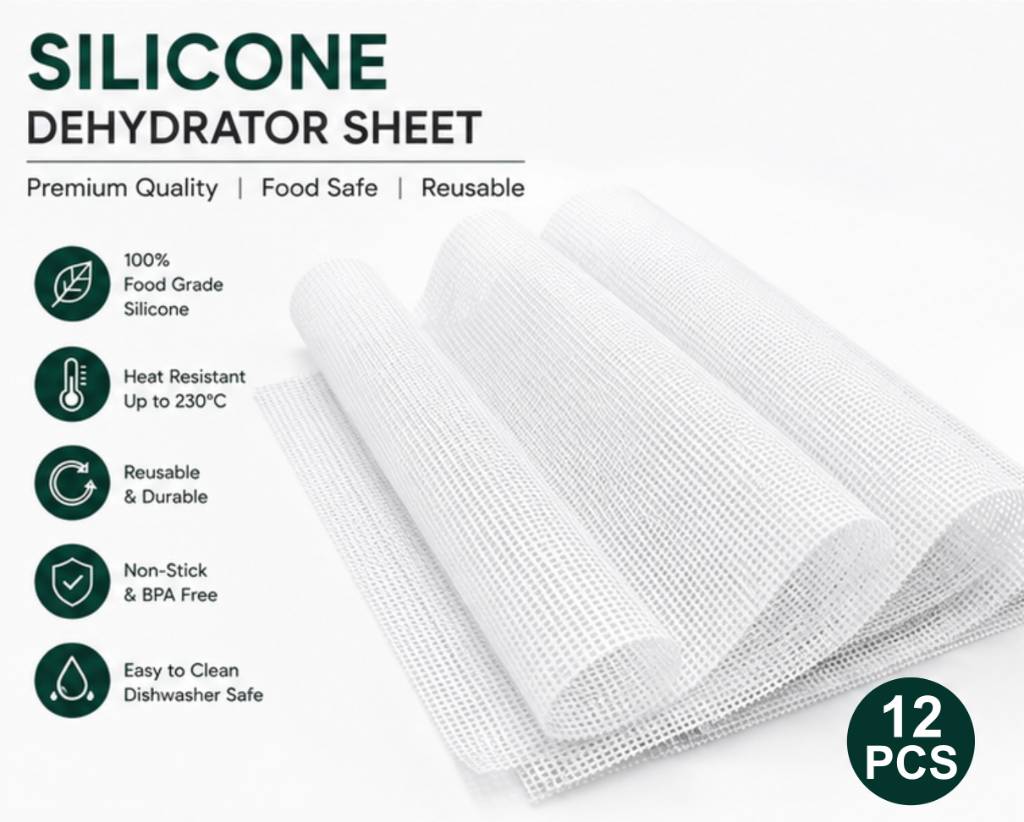 SILICONE
DEHYDRATOR SHEET
Premium Quality | Food Safe | Reusable
100%
Food Grade
Silicone
Heat Resistant
Up to 230°C
Reusable
& Durable
Non-Stick
& BPA Free
Easy to Clean
Dishwasher Safe
12
PCS